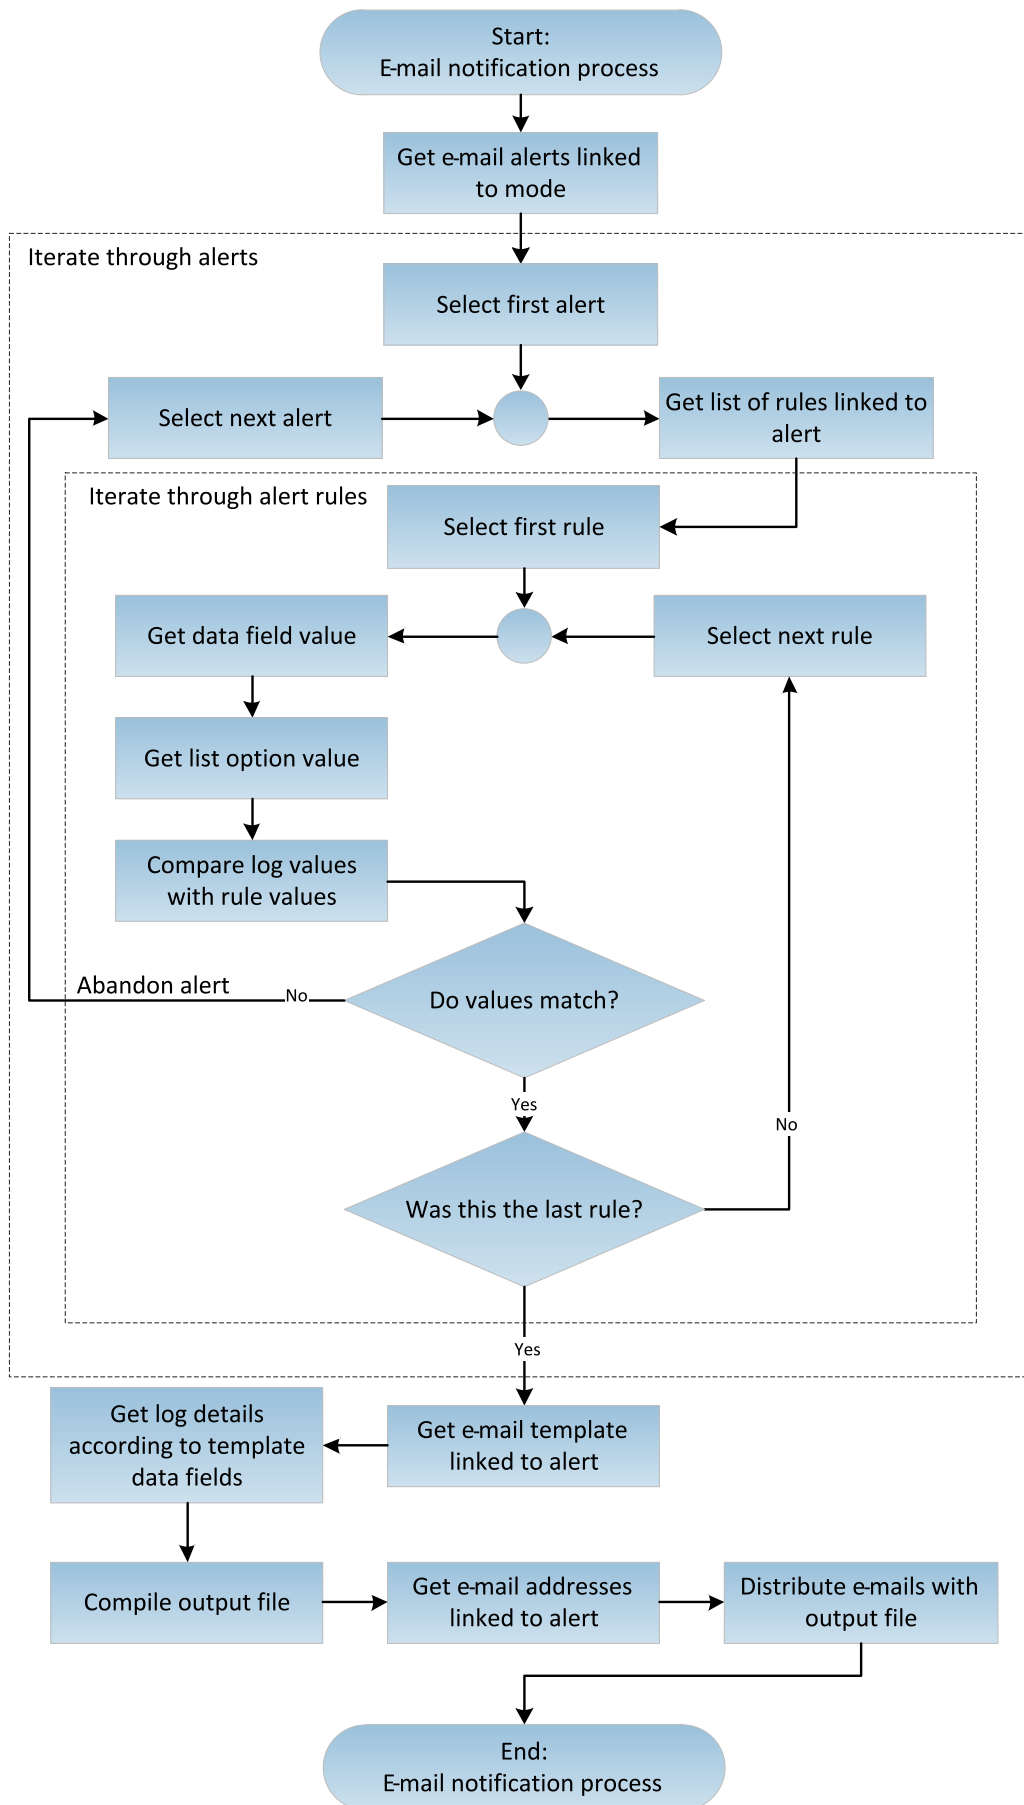 Start:
E-mail notification process
Get e-mail alerts linked
to mode
Iterate through alerts
Select first alert
Select next alert
Get list of rules linked to
alert
Iterate through alert rules
Select first rule
Get data field value
Select next rule
Get list option value
Compare log values
with rule values
Abandon alert
No
Do values match?
Yes
No
Was this the last rule?
Yes
Get log details
according to template
data fields
Get e-mail template
linked to alert
Compile output file
Get e-mail addresses
linked to alert
Distribute e-mails with
output file
End:
E-mail notification process